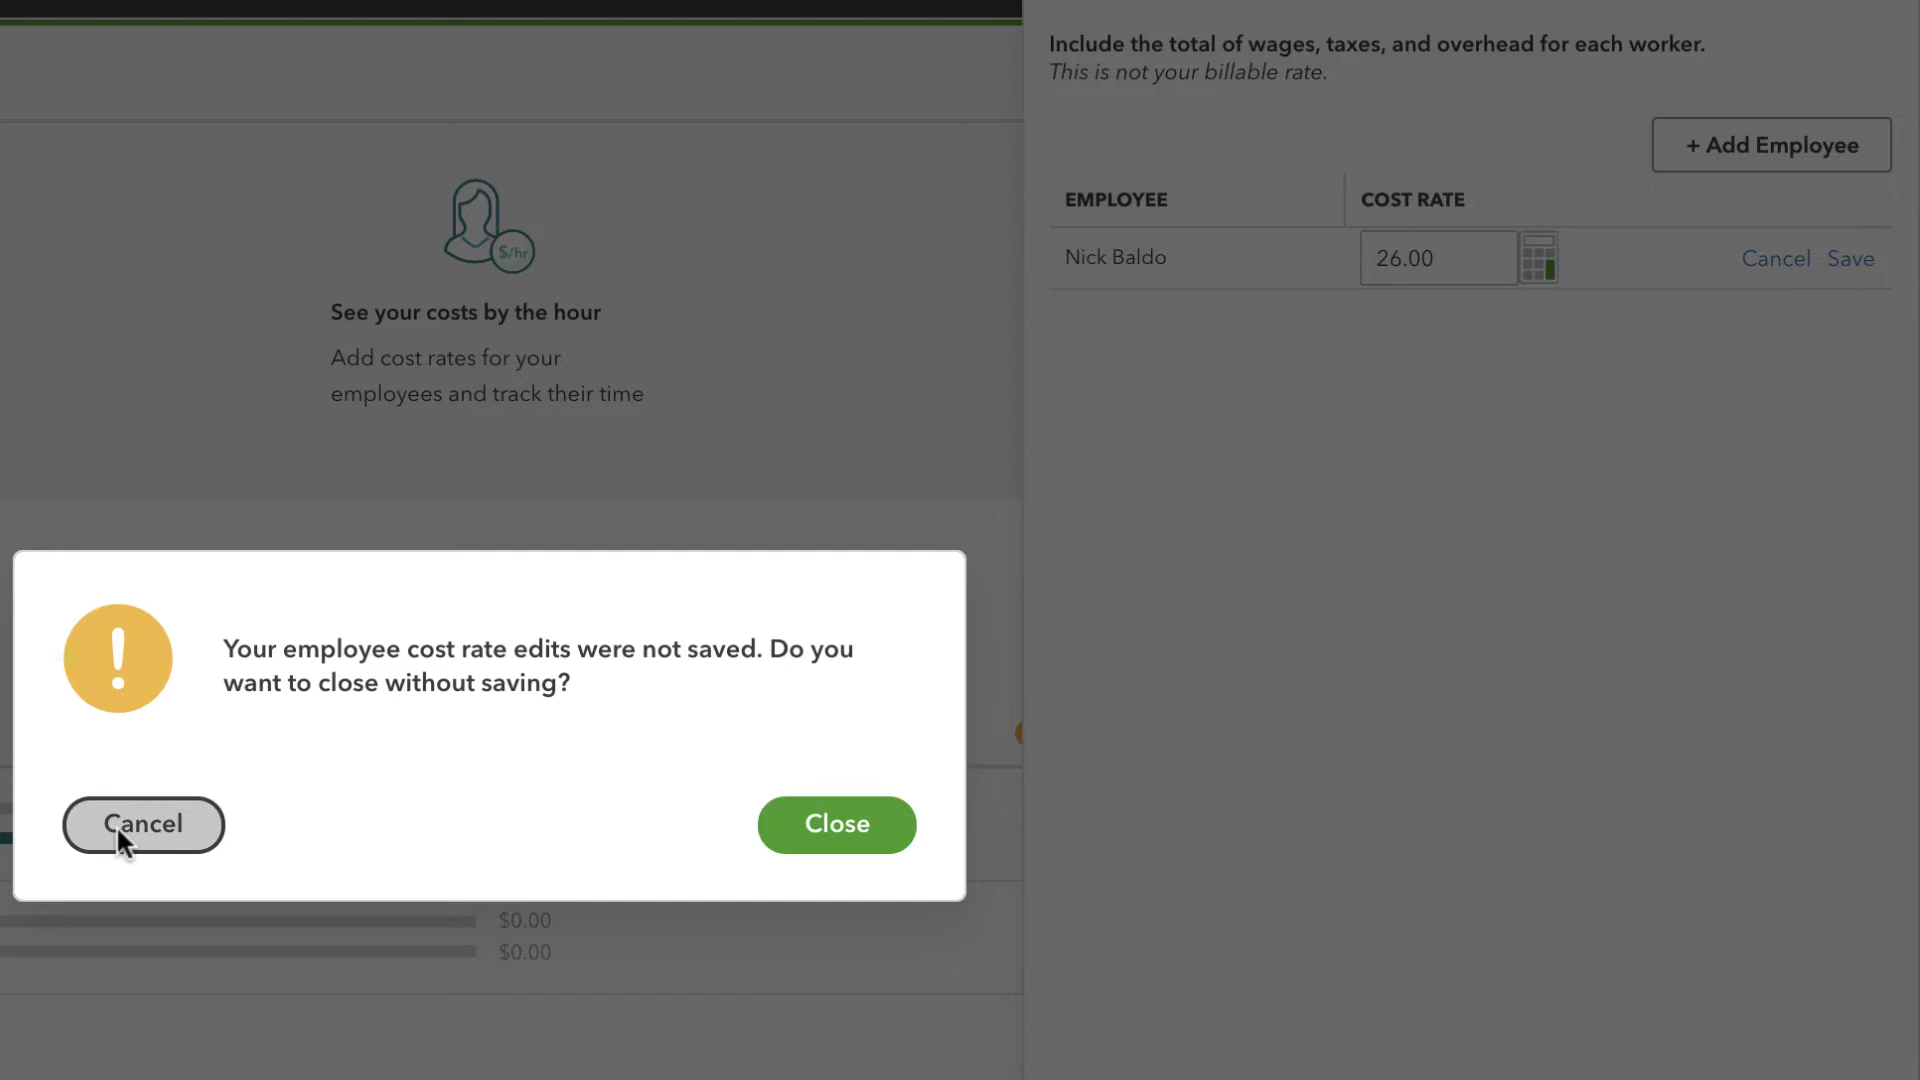 Include the total of wages, taxes, and overhead for each worker.
This is not your billable rate.
+ Add Employee
EMPLOYEE
COST RATE
Nick Baldo
26.00
Cancel
Save
$/hr
See your costs by the hour
Add cost rates for your
employees and track their time
Your employee cost rate edits were not saved. Do you
want to close without saving?
Cancel
Close
$0.00
$0.00